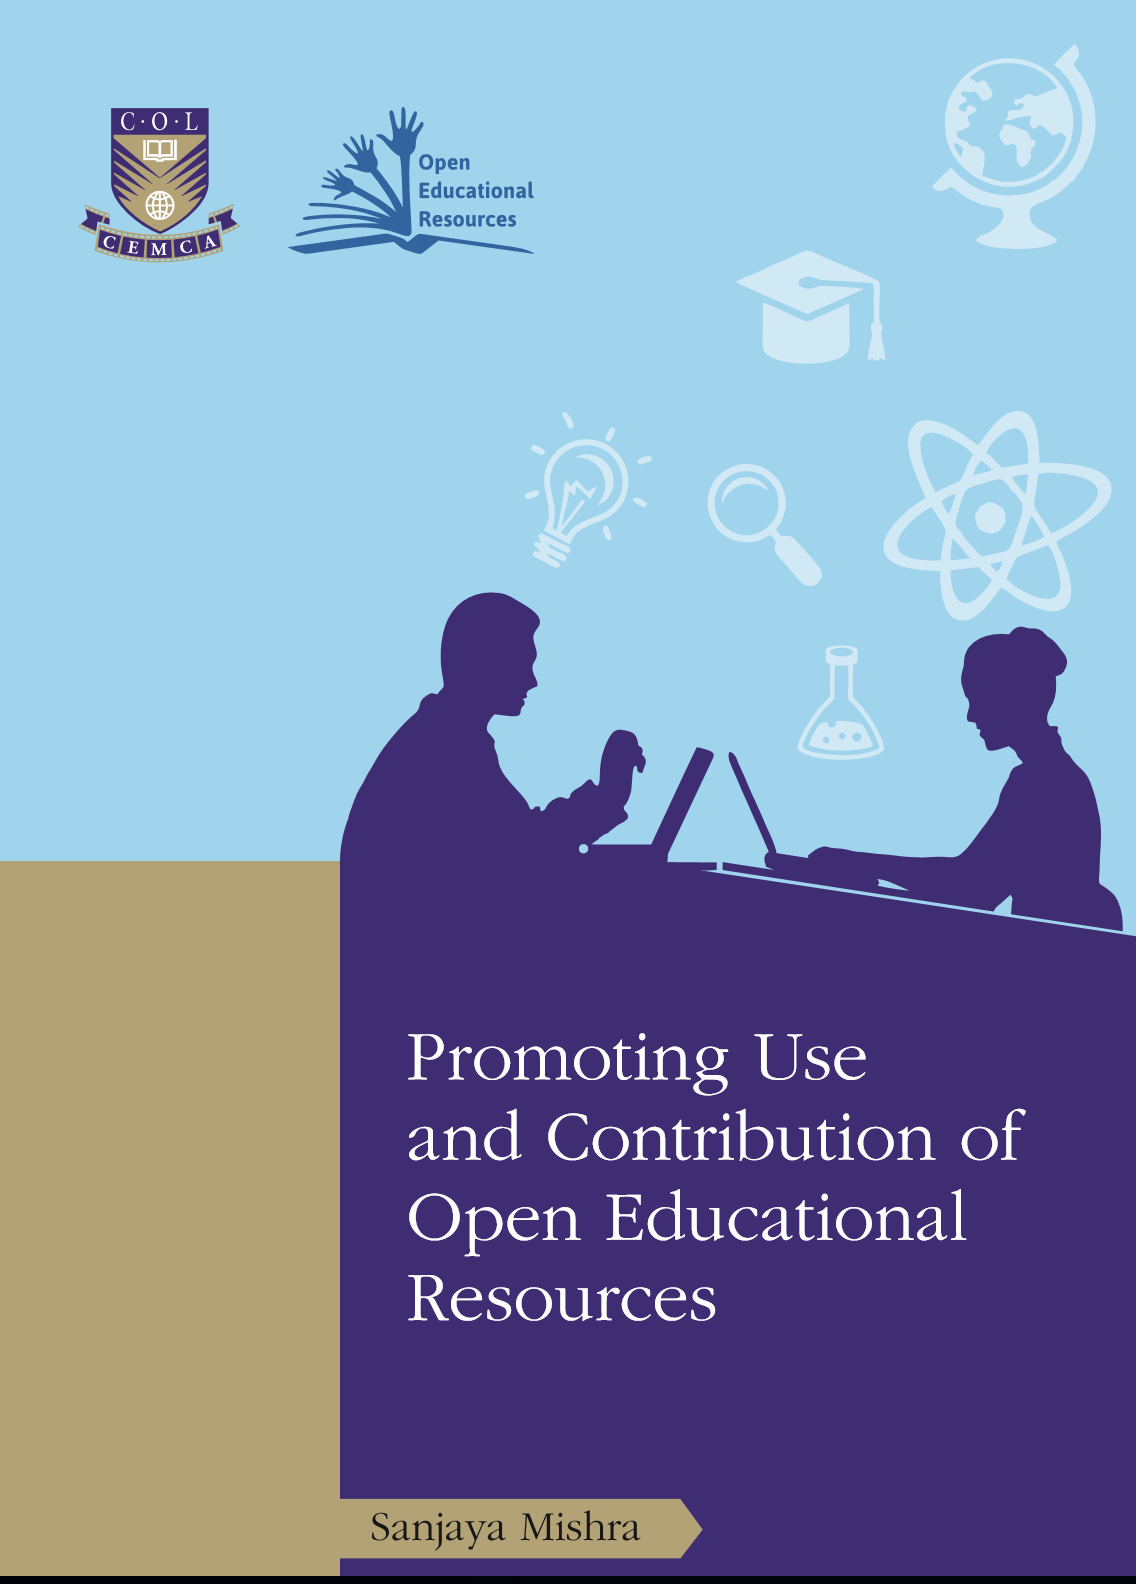 C·O·L
CEMCA
Open
Educational
Resources
Promoting Use
and Contribution of
Open Educational
Resources
Sanjaya Mishra